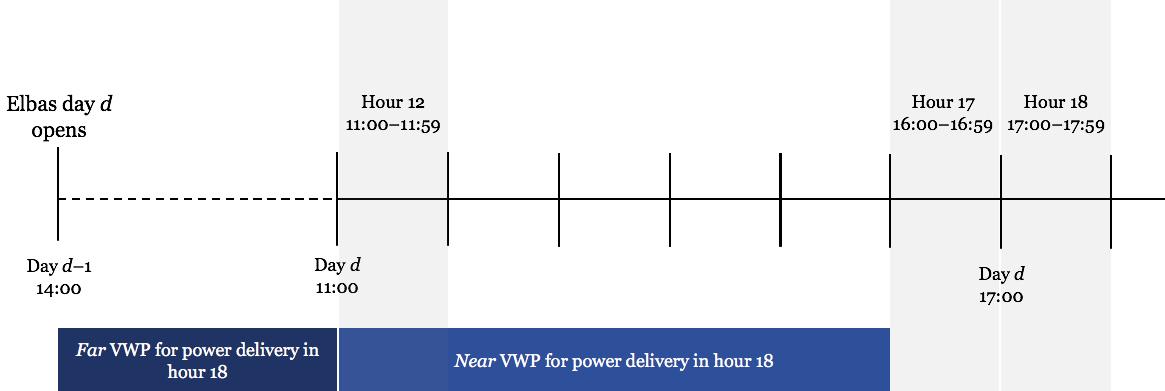 Elbas day d
opens
Hour 12
11:00–11:59
Hour 17
16:00–16:59
Hour 18
17:00–17:59
Day d–1
14:00
Day d
11:00
Day d
17:00
Far VWP for power delivery in
hour 18
Near VWP for power delivery in hour 18